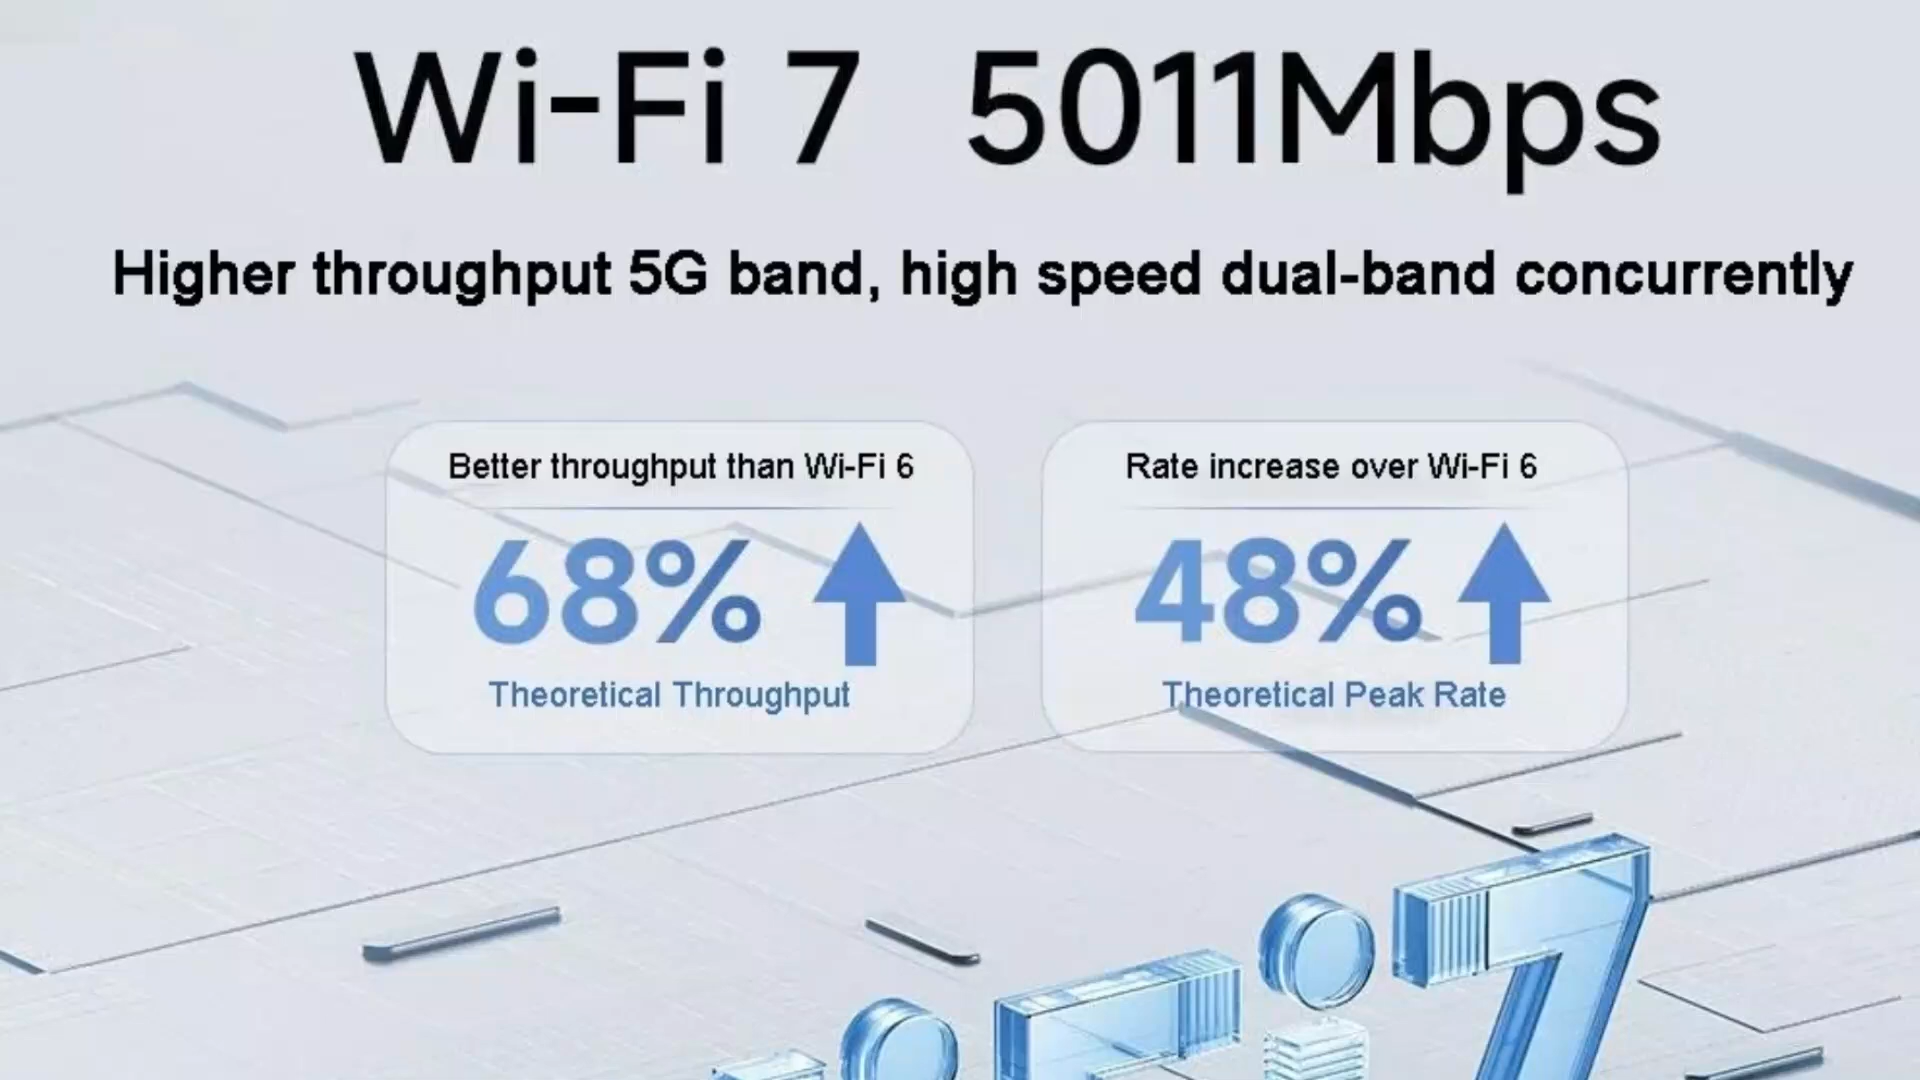 Wi-Fi 7 5011Mbps
Higher throughput 5G band, high speed dual-band concurrently
Better throughput than Wi-Fi 6
68%
Theoretical Throughput
Rate increase over Wi-Fi 6
48%
Theoretical Peak Rate
iFi7